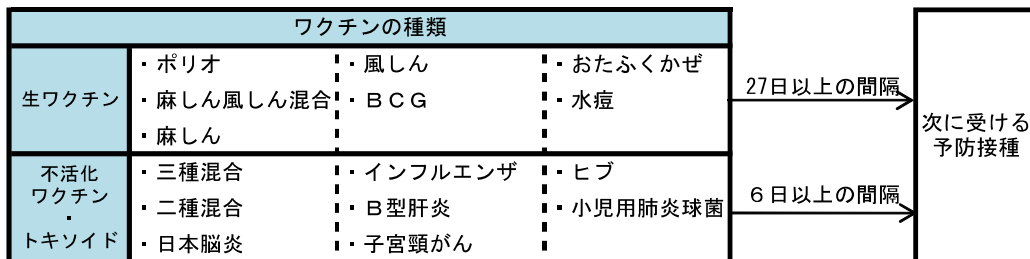 ワクチンの種類
生ワクチン
・ポリオ ・風しん ・おたふくかぜ
・麻しん風しん混合 ・ＢＣＧ ・水痘
・麻しん
27日以上の間隔
不活化
ワクチン
・
トキソイド
・三種混合 ・インフルエンザ ・ヒブ
・二種混合 ・Ｂ型肝炎 ・小児用肺炎球菌
・日本脳炎 ・子宮頸がん
６日以上の間隔
次に受ける
予防接種